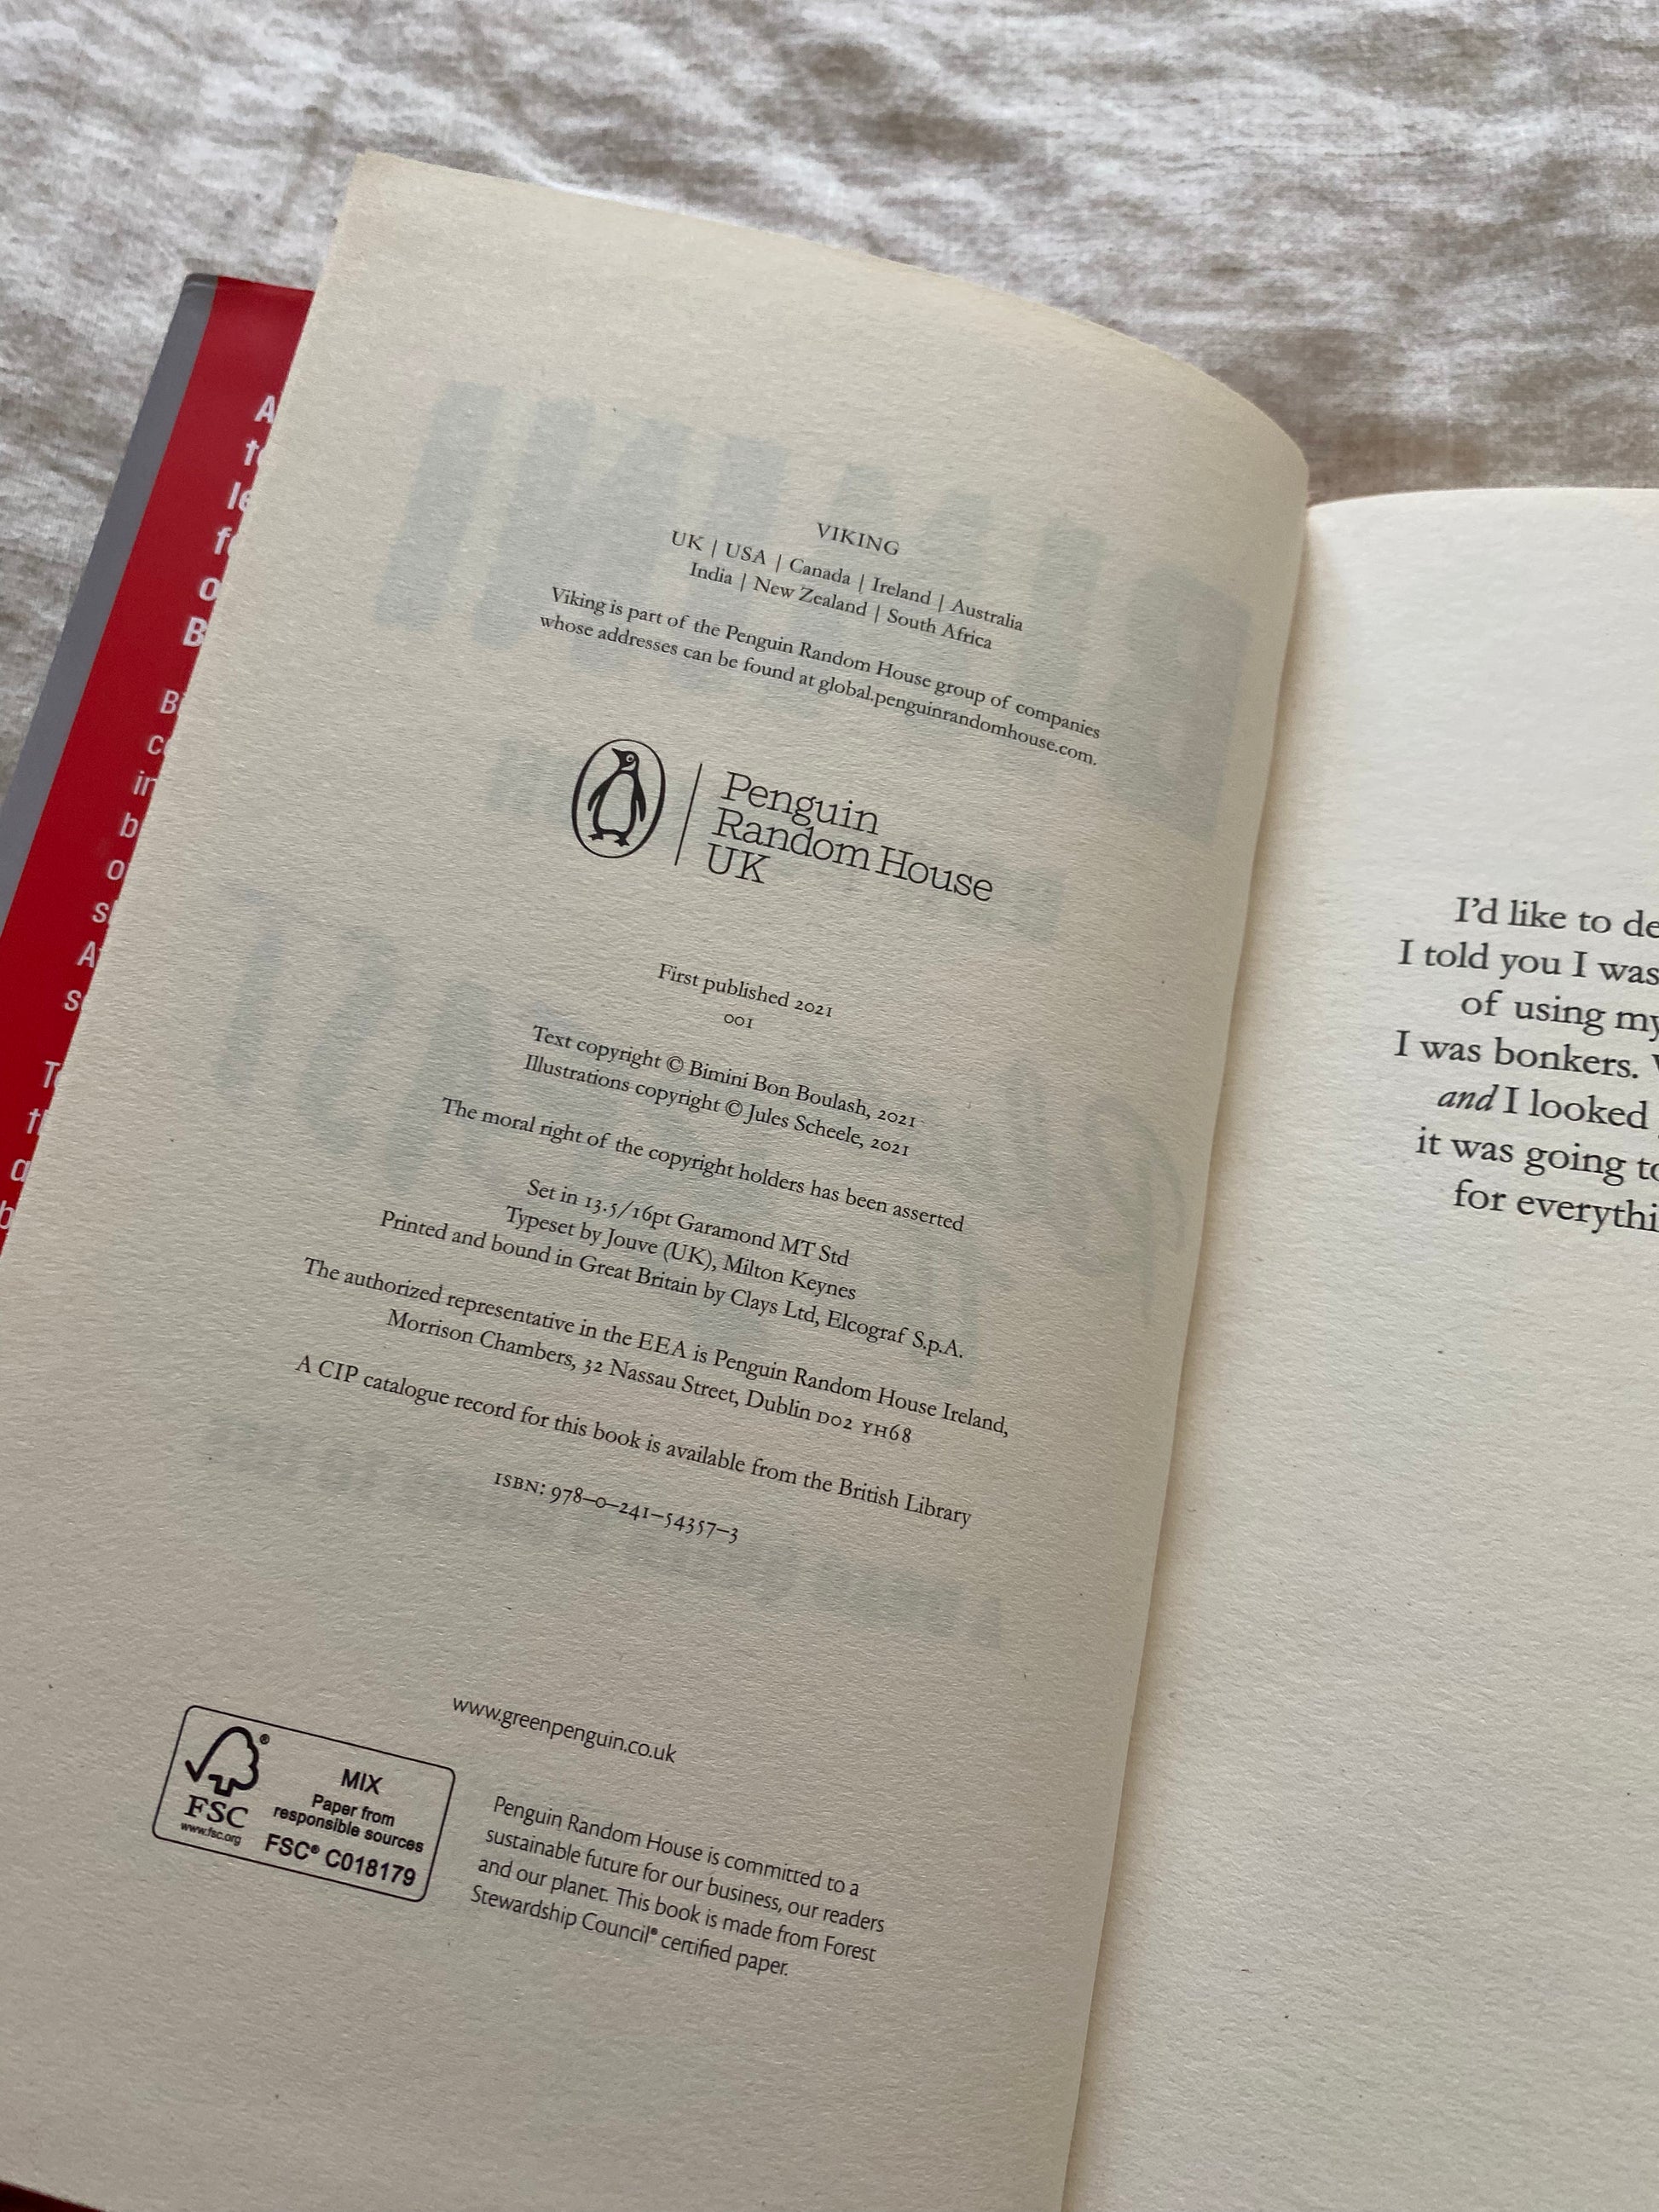 A
B
VIKING
UK | USA | Canada | Ireland | Australia
India | New Zealand | South Africa
Viking is part of the Penguin Random House group of companies
whose addresses can be found at global.penguinrandomhouse.com.
Penguin
Random House
UK
First published 2021
001
Text copyright © Bimini Bon Boulash, 2021
Illustrations copyright © Jules Scheele, 2021
The moral right of the copyright holders has been asserted
Set in 13.5/16pt Garamond MT Std
Typeset by Jouve (UK), Milton Keynes
Printed and bound in Great Britain by Clays Ltd, Elcograf S.p.A.
The authorized representative in the EEA is Penguin Random House Ireland,
Morrison Chambers, 32 Nassau Street, Dublin D02 YH68
A CIP catalogue record for this book is available from the British Library
ISBN: 978–0–241–54357–3
www.greenpenguin.co.uk
FSC®
www.fsc.org
MIX
Paper from
responsible sources
FSC® C018179
Penguin Random House is committed to a
sustainable future for our business, our readers
and our planet. This book is made from Forest
Stewardship Council® certified paper.
I'd like to de
I told you I was
of using my
I was bonkers.
and I looked
it was going to
for everythi